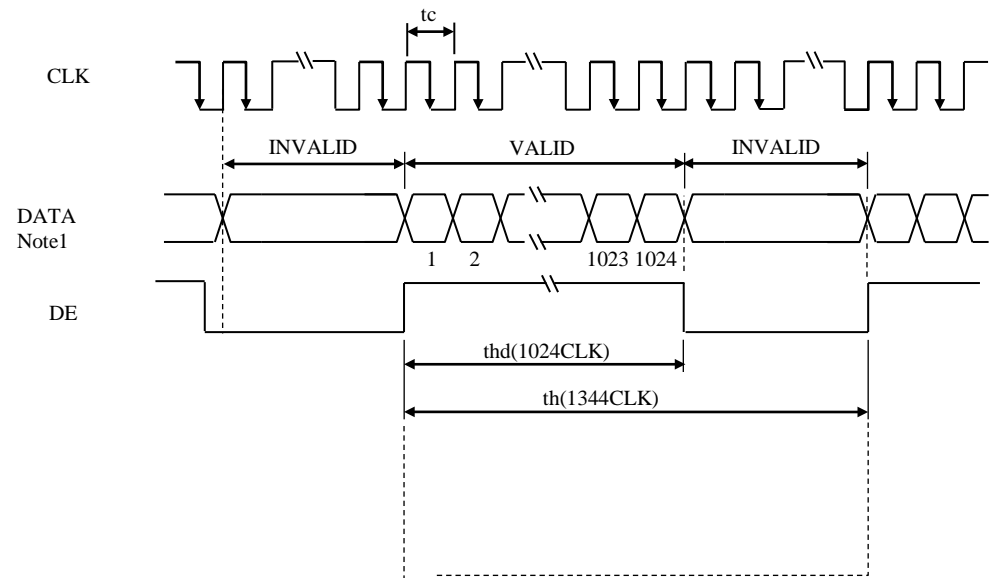 tc
CLK
INVALID VALID INVALID
DATA
Note1
1 2 1023 1024
DE
thd(1024CLK)
th(1344CLK)